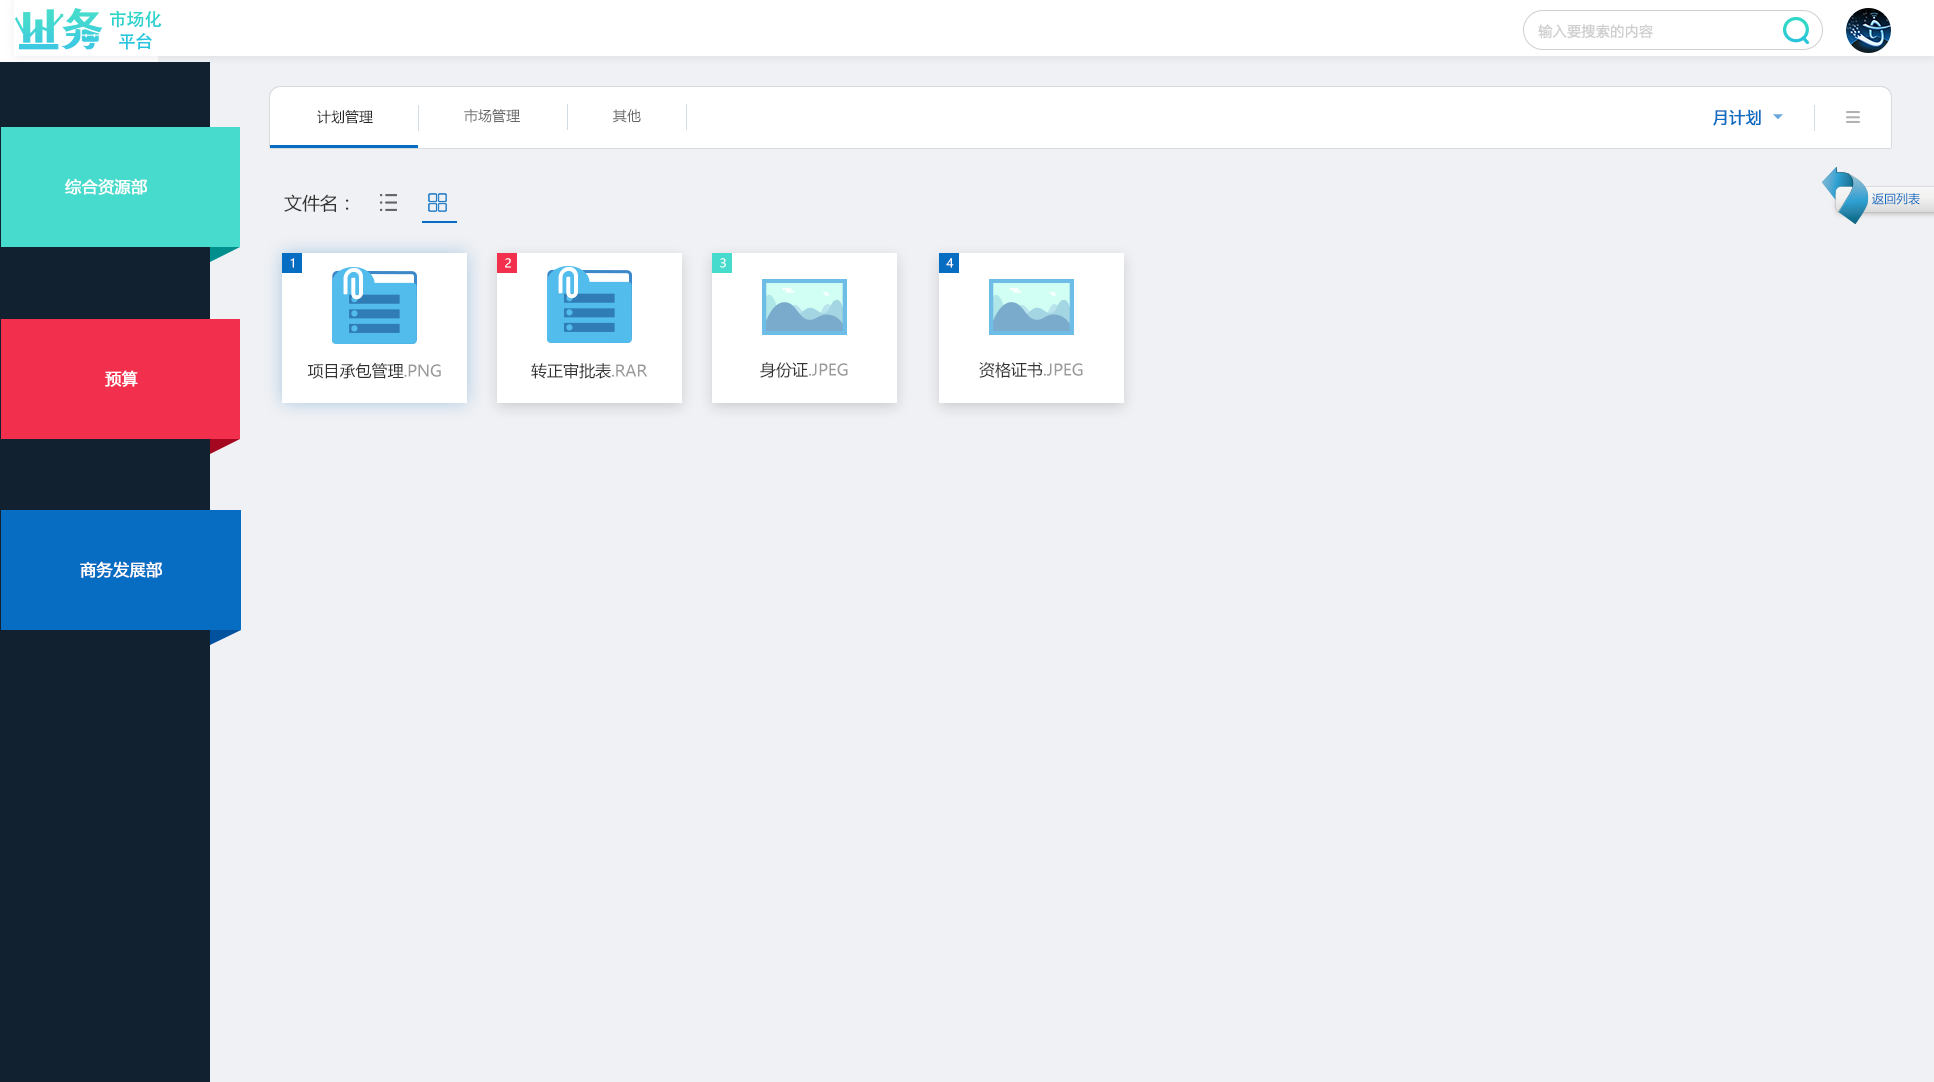 业务 市场化
平台
输入要搜索的内容
计划管理
市场管理
其他
月计划
综合资源部
预算
商务发展部
文件名：
返回列表
1
项目承包管理.PNG
2
转正审批表.RAR
3
身份证.JPEG
4
资格证书.JPEG